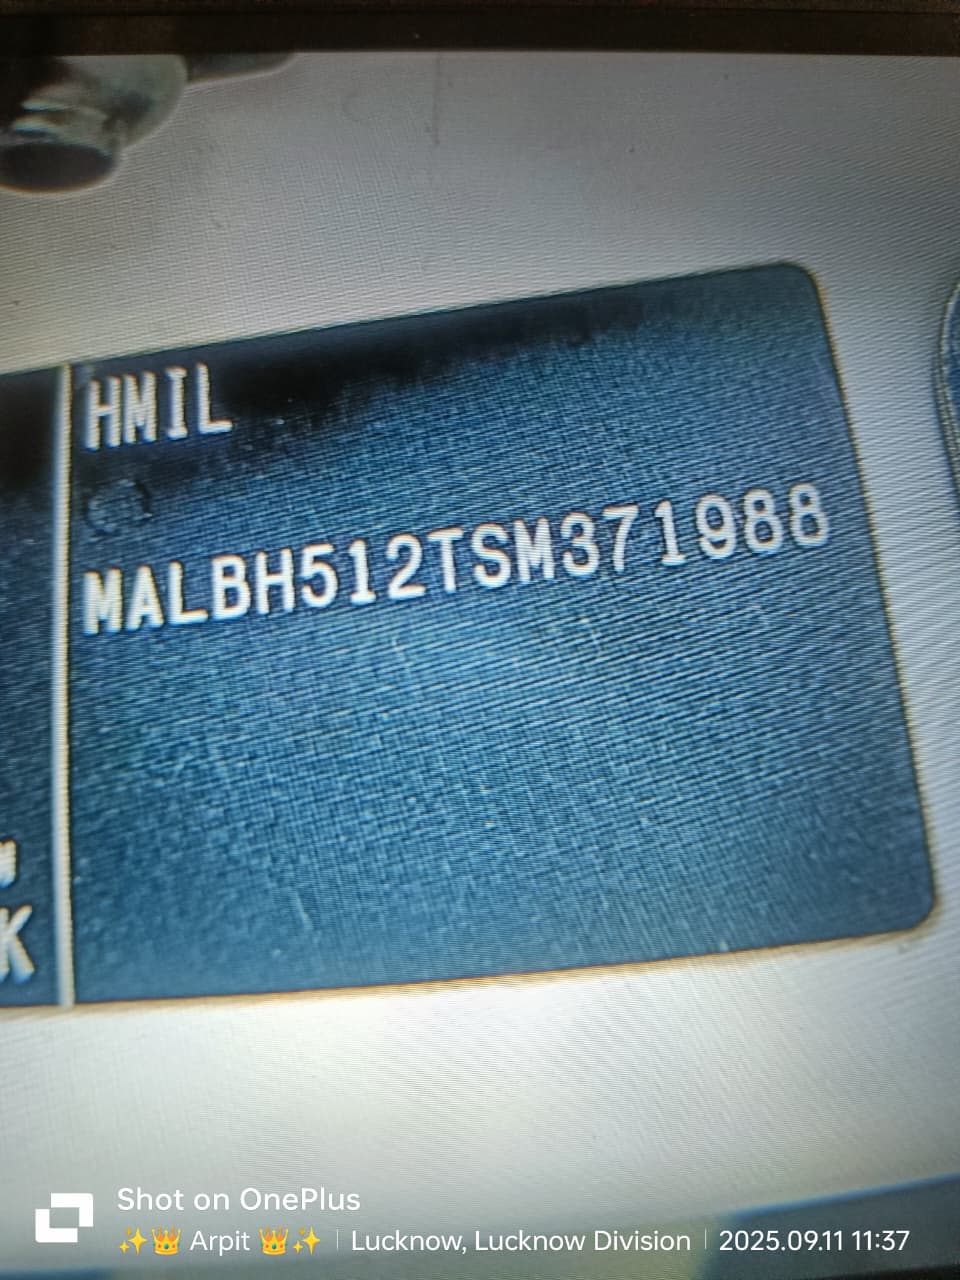 HMIL
MALBH512TSM371988
K
Shot on OnePlus
✨👑 Arpit 👑✨ | Lucknow, Lucknow Division | 2025.09.11 11:37